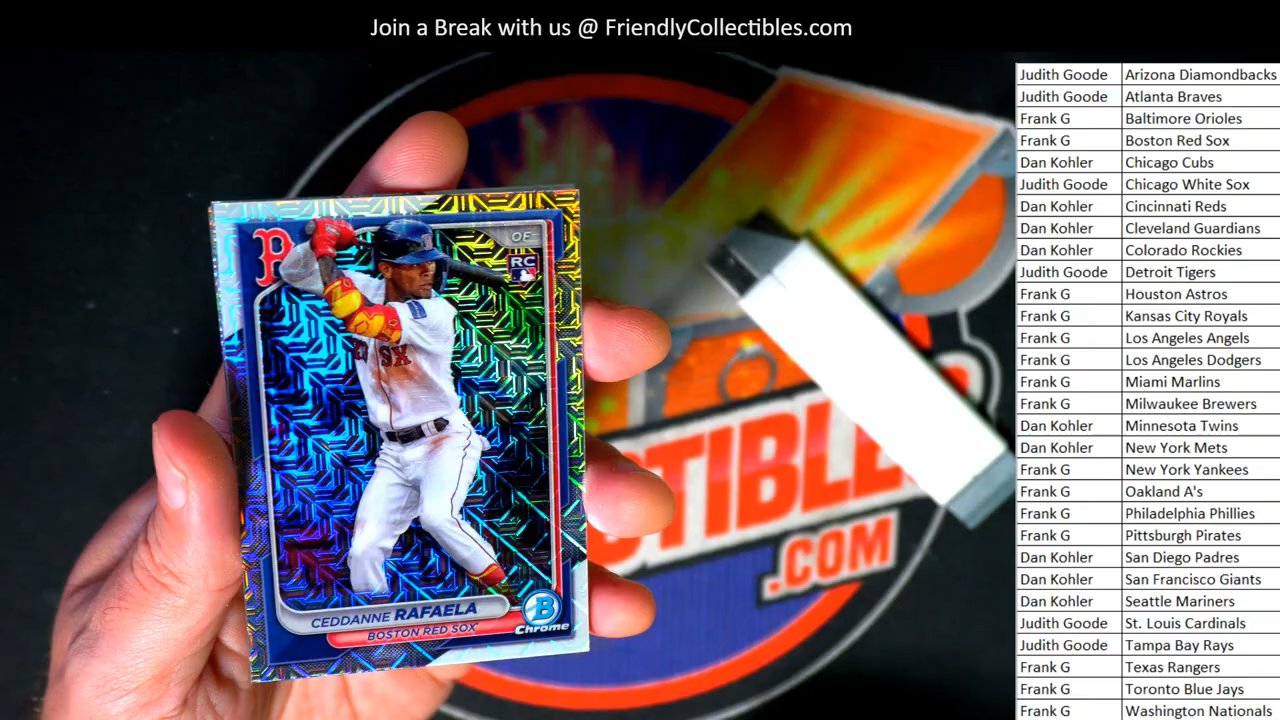 Join a Break with us @ FriendlyCollectibles.com
Judith Goode Arizona Diamondbacks
Judith Goode Atlanta Braves
Frank G Baltimore Orioles
Frank G Boston Red Sox
Dan Kohler Chicago Cubs
Judith Goode Chicago White Sox
Dan Kohler Cincinnati Reds
Dan Kohler Cleveland Guardians
Dan Kohler Colorado Rockies
Judith Goode Detroit Tigers
Frank G Houston Astros
Frank G Kansas City Royals
Frank G Los Angeles Angels
Frank G Los Angeles Dodgers
Frank G Miami Marlins
Frank G Milwaukee Brewers
Dan Kohler Minnesota Twins
Dan Kohler New York Mets
Frank G New York Yankees
Frank G Oakland A's
Frank G Philadelphia Phillies
Frank G Pittsburgh Pirates
Dan Kohler San Diego Padres
Dan Kohler San Francisco Giants
Dan Kohler Seattle Mariners
Judith Goode St. Louis Cardinals
Judith Goode Tampa Bay Rays
Frank G Texas Rangers
Frank G Toronto Blue Jays
Frank G Washington Nationals
B
OF
RC
SX
CEDDANNE RAFAELA
BOSTON RED SOX
B
Chrome
CTIBLE
.COM